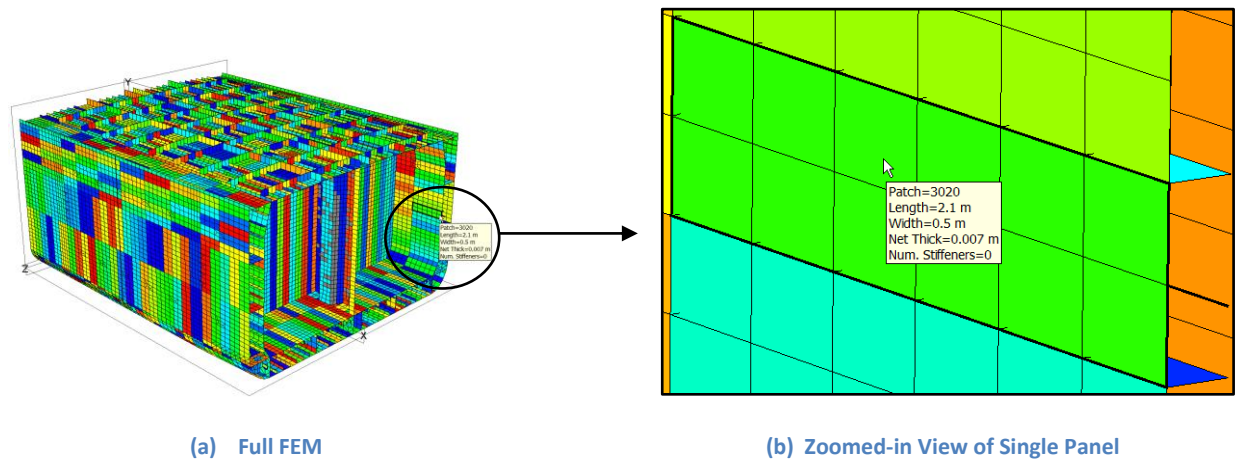 Y
Z
X
Patch=3020
Length=2.1 m
Width=0.5 m
Net Thick=0.007 m
Num. Stiffeners=0
Patch=3020
Length=2.1 m
Width=0.5 m
Net Thick=0.007 m
Num. Stiffeners=0
(a) Full FEM
(b) Zoomed-in View of Single Panel